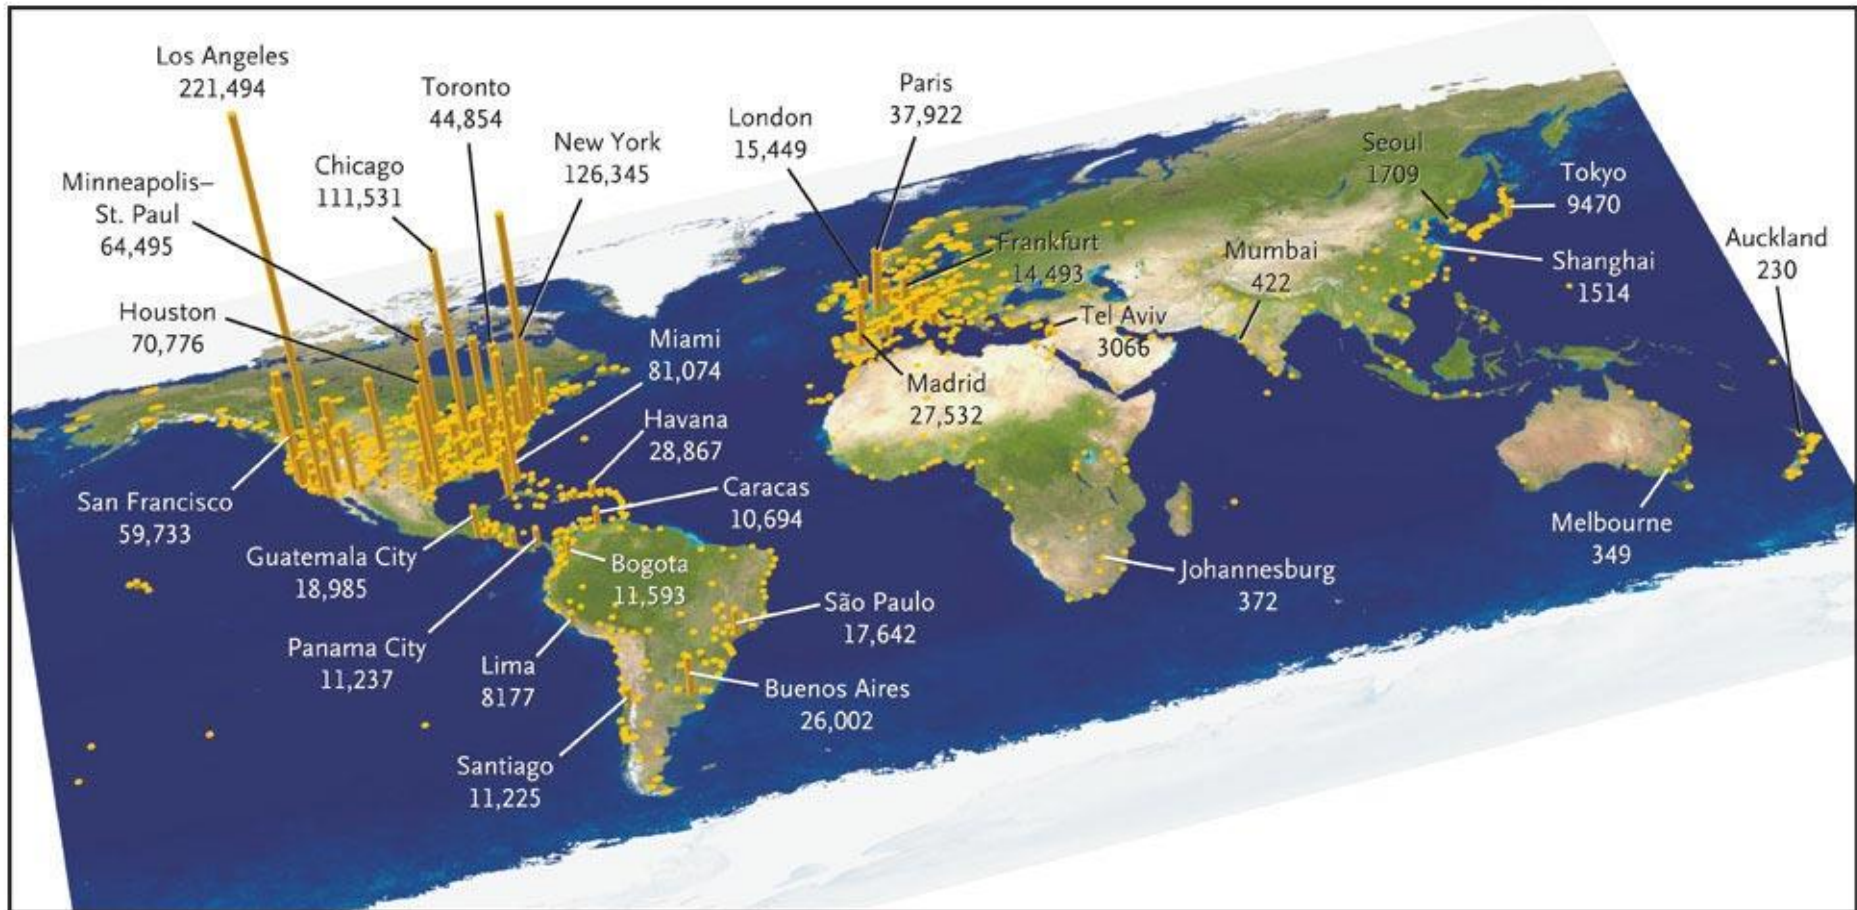 Los Angeles
221,494
Toronto
44,854
Paris
37,922
London
15,449
New York
126,345
Chicago
111,531
Seoul
1709
Tokyo
9470
Minneapolis–
St. Paul
64,495
Auckland
230
Frankfurt
14,493
Mumbai
422
Shanghai
1514
Houston
70,776
Tel Aviv
3066
Miami
81,074
Madrid
27,532
Havana
28,867
San Francisco
59,733
Caracas
10,694
Melbourne
349
Guatemala City
18,985
Bogota
11,593
Johannesburg
372
São Paulo
17,642
Panama City
11,237
Lima
8177
Buenos Aires
26,002
Santiago
11,225